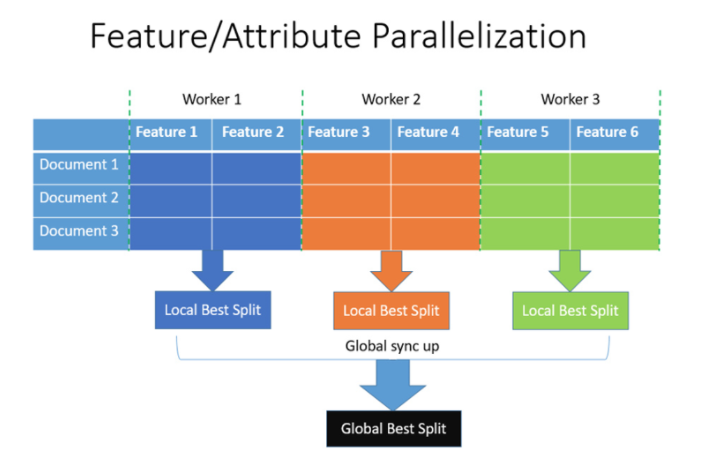 Feature/Attribute Parallelization
Worker 1 Worker 2 Worker 3
Feature 1 Feature 2 Feature 3 Feature 4 Feature 5 Feature 6
Document 1
Document 2
Document 3
Local Best Split Local Best Split Local Best Split
Global sync up
Global Best Split